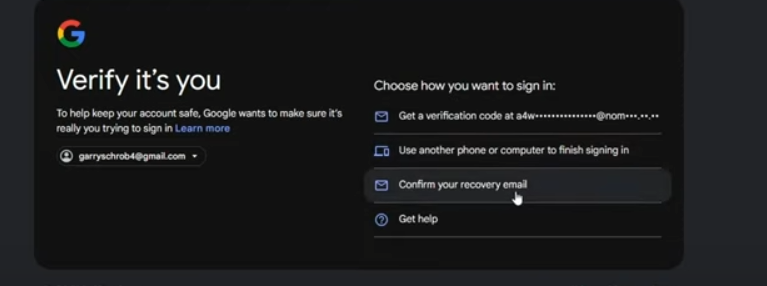 Verify it's you
To help keep your account safe, Google wants to make sure it's
really you trying to sign in Learn more
garryschrob4@gmail.com
Choose how you want to sign in:
Get a verification code at a4w•••••••••••••••@nom•••.••.••
Use another phone or computer to finish signing in
Confirm your recovery email
Get help